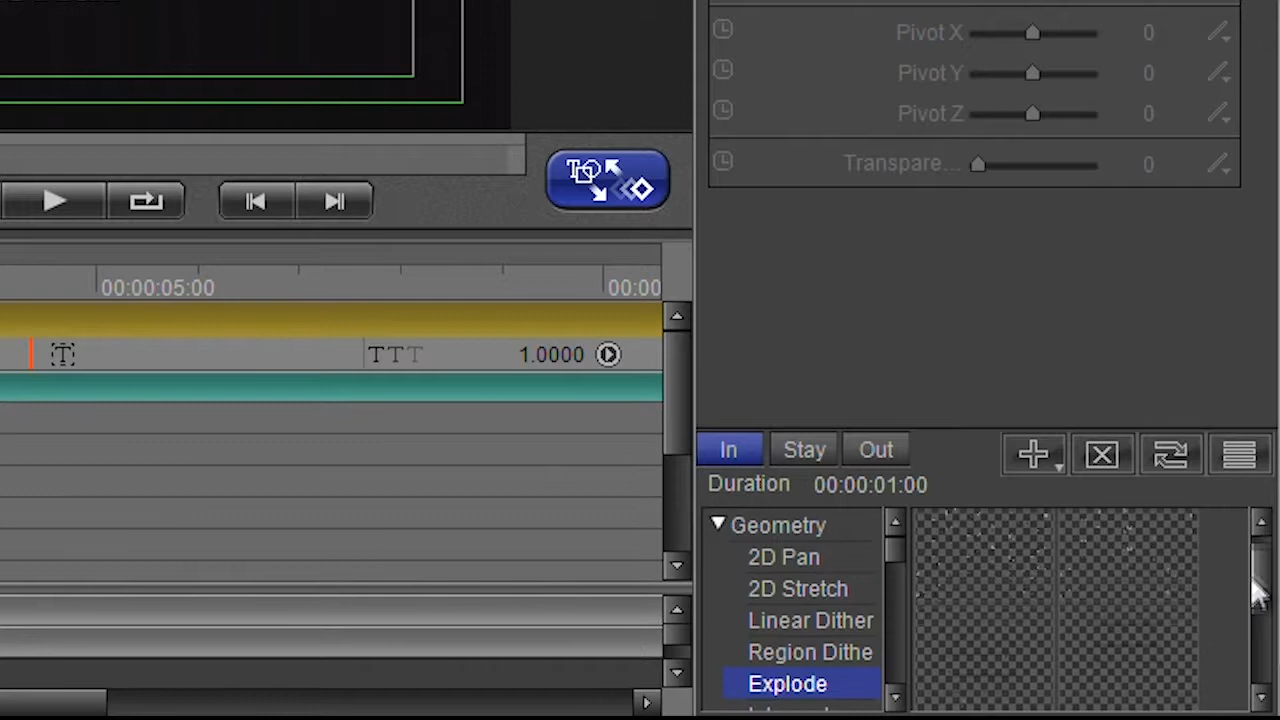 Pivot X 0
Pivot Y 0
Pivot Z 0
Transpare... 0
00:00:05:00 00:00
T TTT 1.0000
In Stay Out
Duration 00:00:01:00
Geometry
2D Pan
2D Stretch
Linear Dither
Region Dithe
Explode